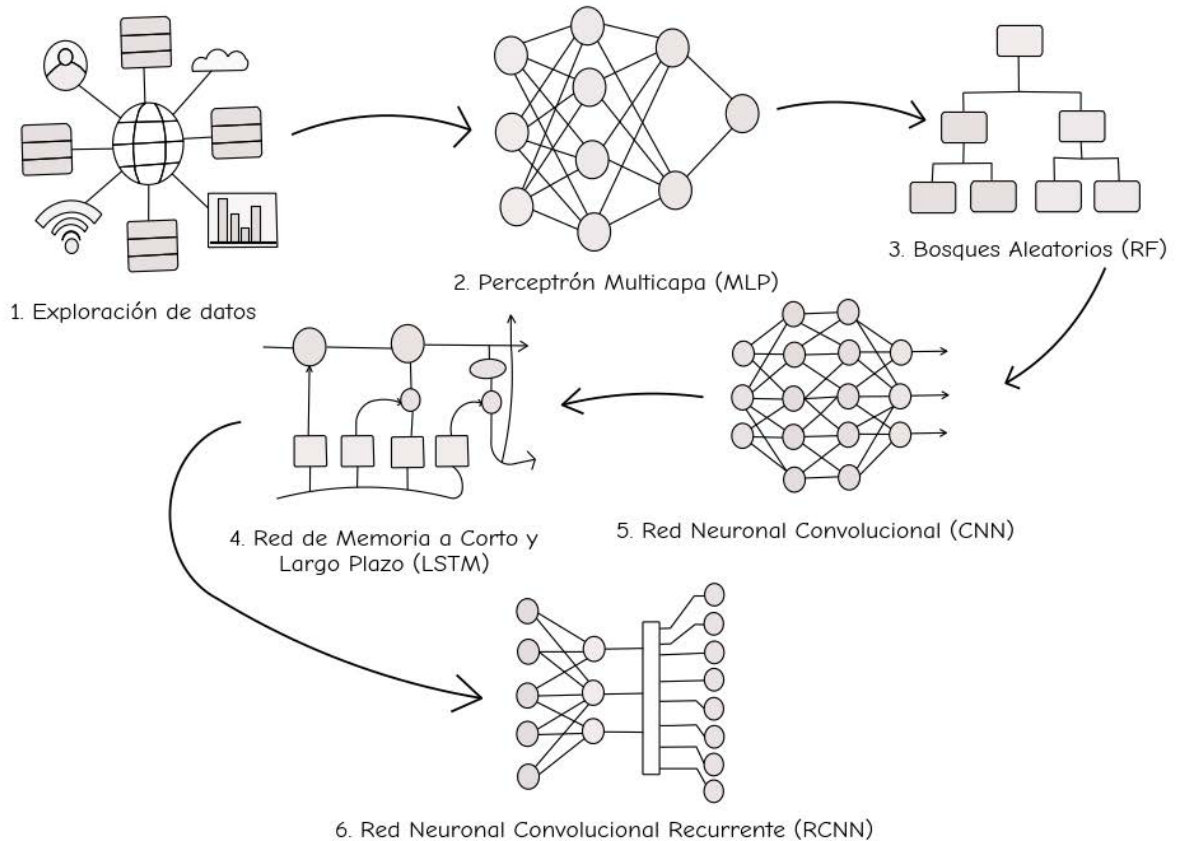 1. Exploración de datos
2. Perceptrón Multicapa (MLP)
3. Bosques Aleatorios (RF)
4. Red de Memoria a Corto y
Largo Plazo (LSTM)
5. Red Neuronal Convolucional (CNN)
6. Red Neuronal Convolucional Recurrente (RCNN)